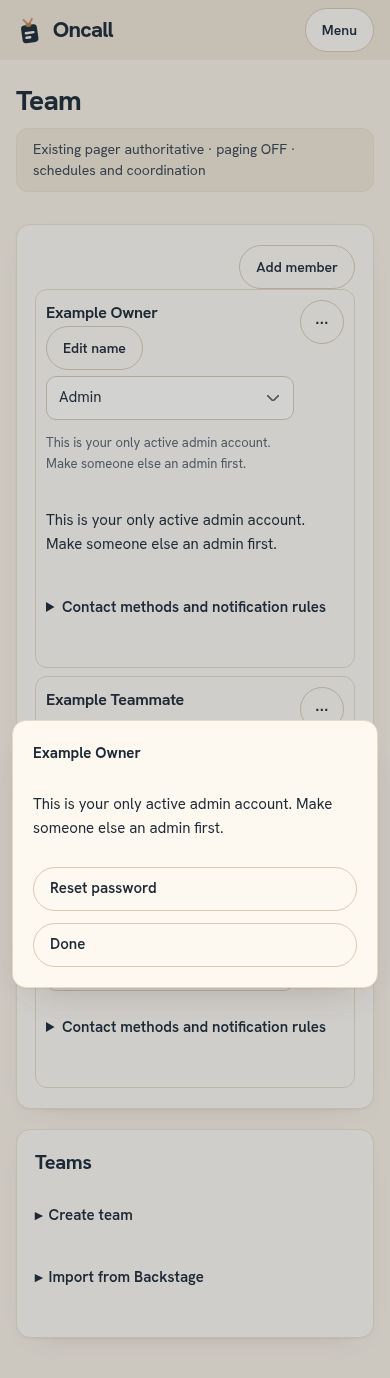 Oncall
Menu
Team
Existing pager authoritative · paging OFF ·
schedules and coordination
Add member
Example Owner
...
Edit name
Admin
This is your only active admin account.
Make someone else an admin first.
This is your only active admin account.
Make someone else an admin first.
Contact methods and notification rules
Example Teammate
...
Example Owner
This is your only active admin account. Make
someone else an admin first.
Reset password
Done
Contact methods and notification rules
Teams
Create team
Import from Backstage